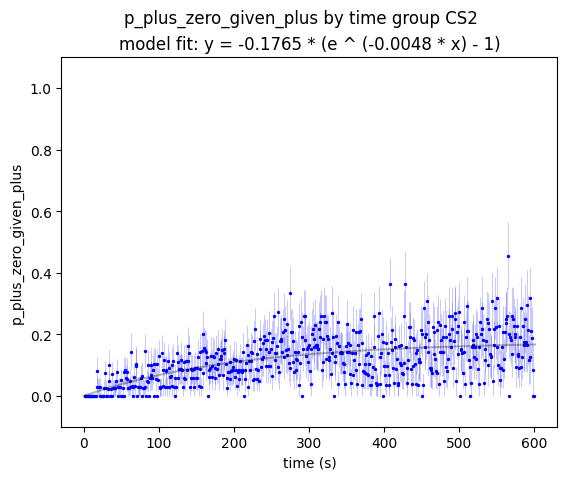 p_plus_zero_given_plus by time group CS2
model fit: y = -0.1765 * (e ^ (-0.0048 * x) - 1)
p_plus_zero_given_plus
1.0
0.8
0.6
0.4
0.2
0.0
0 100 200 300 400 500 600
time (s)